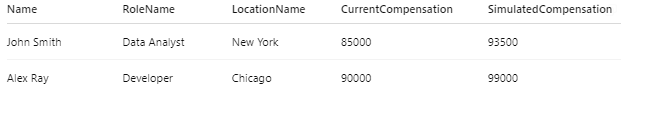 Name RoleName LocationName CurrentCompensation SimulatedCompensation
John Smith Data Analyst New York 85000 93500
Alex Ray Developer Chicago 90000 99000